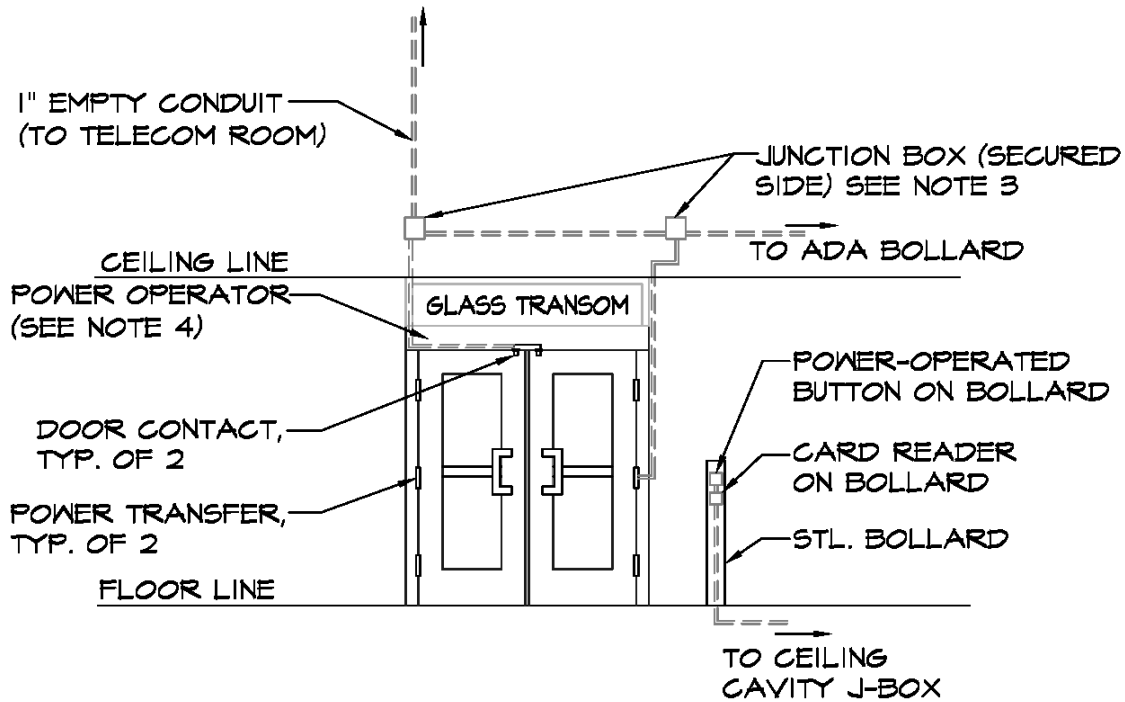 1" EMPTY CONDUIT
(TO TELECOM ROOM)
JUNCTION BOX (SECURED
SIDE) SEE NOTE 3
TO ADA BOLLARD
CEILING LINE
POWER OPERATOR
(SEE NOTE 4)
GLASS TRANSOM
POWER-OPERATED
BUTTON ON BOLLARD
DOOR CONTACT,
TYP. OF 2
CARD READER
ON BOLLARD
POWER TRANSFER,
TYP. OF 2
STL. BOLLARD
FLOOR LINE
TO CEILING
CAVITY J-BOX